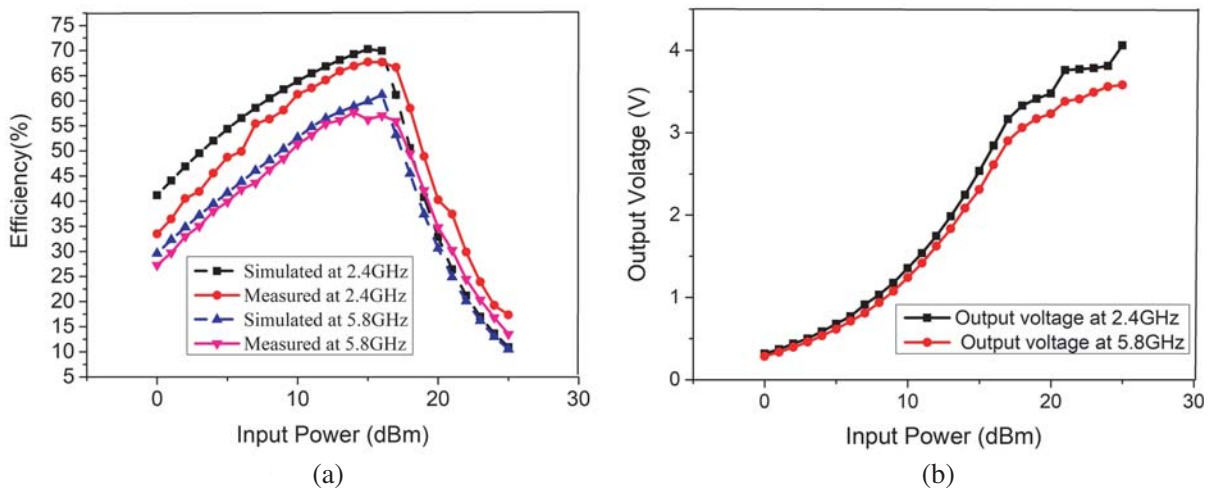 75
70
65
60
55
50
45
40
35
30
25
20
15
10
5
Efficiency(%)
Simulated at 2.4GHz
Measured at 2.4GHz
Simulated at 5.8GHz
Measured at 5.8GHz
0 10 20 30
Input Power (dBm)
(a)
4
3
2
1
0
Output Volatge (V)
Output voltage at 2.4GHz
Output voltage at 5.8GHz
0 10 20 30
Input Power (dBm)
(b)